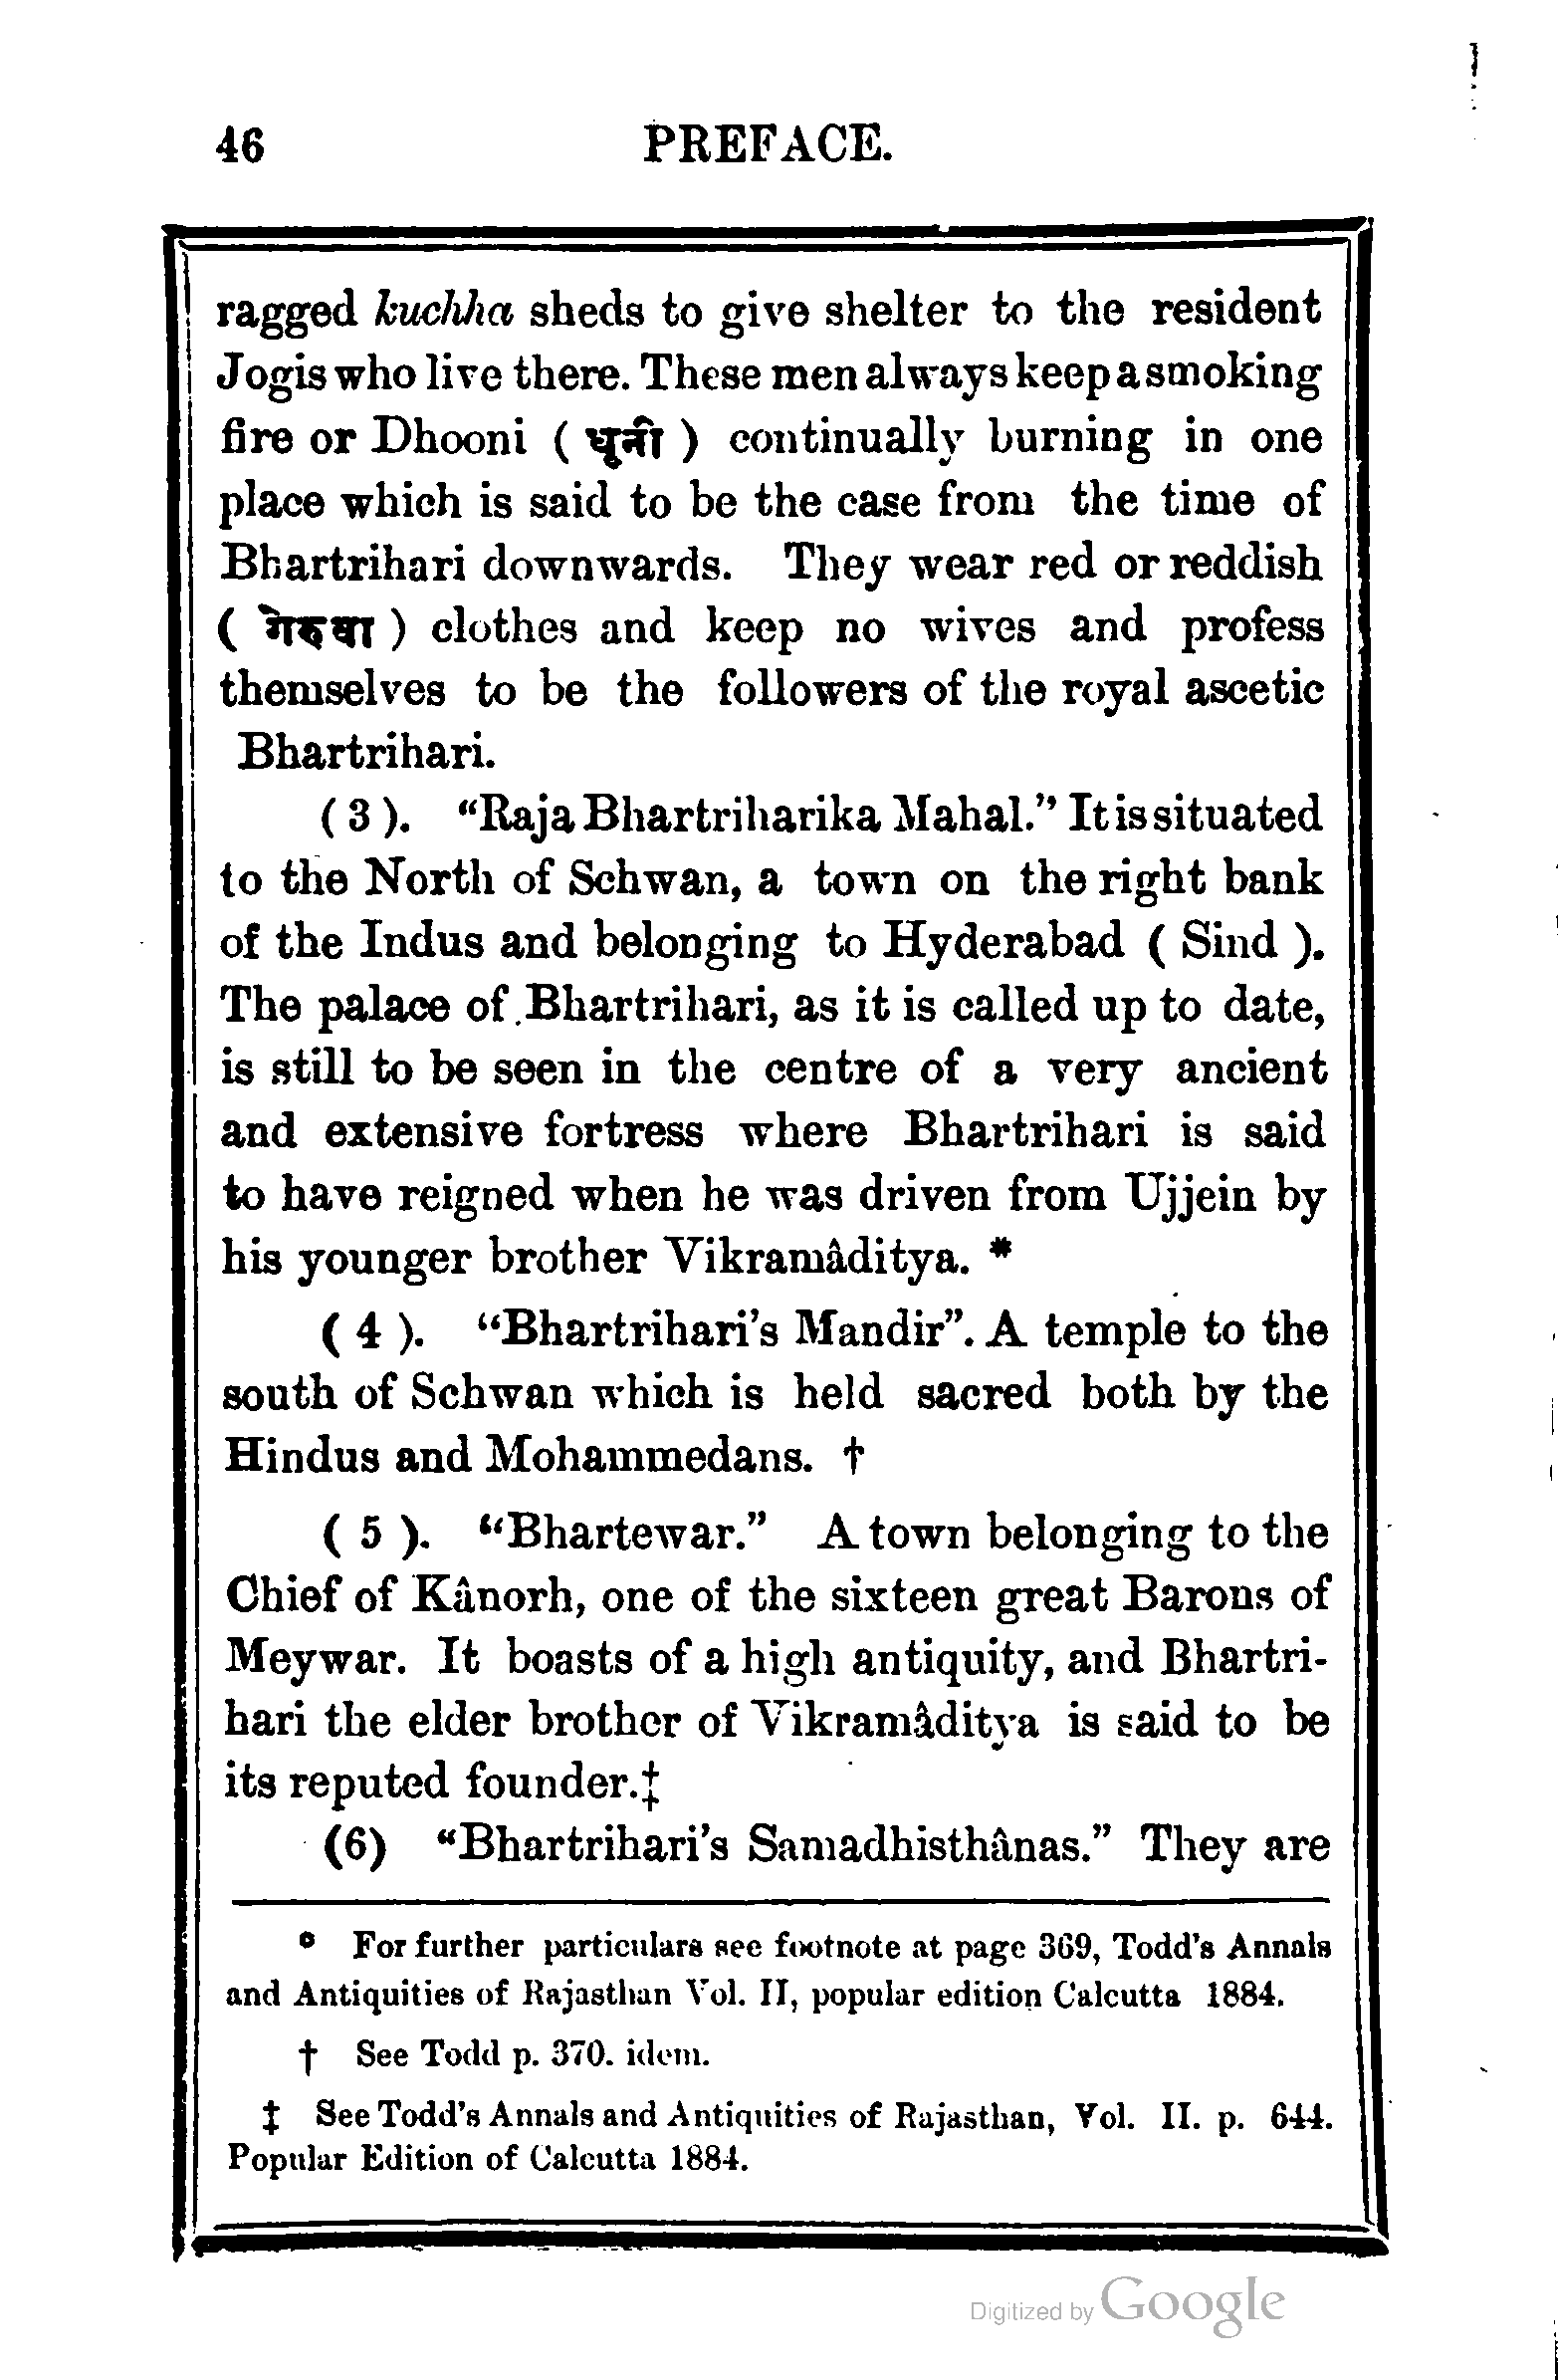 46 PREFACE.
ragged kuchha sheds to give shelter to the resident
Jogis who live there. These men always keep a smoking
fire or Dhooni ( धूनी ) continually burning in one
place which is said to be the case from the time of
Bhartrihari downwards. They wear red or reddish
( गेरुवा ) clothes and keep no wives and profess
themselves to be the followers of the royal ascetic
Bhartrihari.
( 3 ). “Raja Bhartriharika Mahal.” It is situated
to the North of Schwan, a town on the right bank
of the Indus and belonging to Hyderabad ( Sind ).
The palace of Bhartrihari, as it is called up to date,
is still to be seen in the centre of a very ancient
and extensive fortress where Bhartrihari is said
to have reigned when he was driven from Ujjein by
his younger brother Vikramâditya. *
( 4 ). “Bhartrihari’s Mandir”. A temple to the
south of Schwan which is held sacred both by the
Hindus and Mohammedans. †
( 5 ). “Bhartewar.” A town belonging to the
Chief of Kânorh, one of the sixteen great Barons of
Meywar. It boasts of a high antiquity, and Bhartri-
hari the elder brother of Vikramâditya is said to be
its reputed founder.‡
(6) “Bhartrihari’s Samadhisthânas.” They are
* For further particulars see footnote at page 369, Todd’s Annals
and Antiquities of Rajasthan Vol. II, popular edition Calcutta 1884.
† See Todd p. 370. idem.
‡ See Todd’s Annals and Antiquities of Rajasthan, Vol. II. p. 644.
Popular Edition of Calcutta 1884.
Digitized by Google